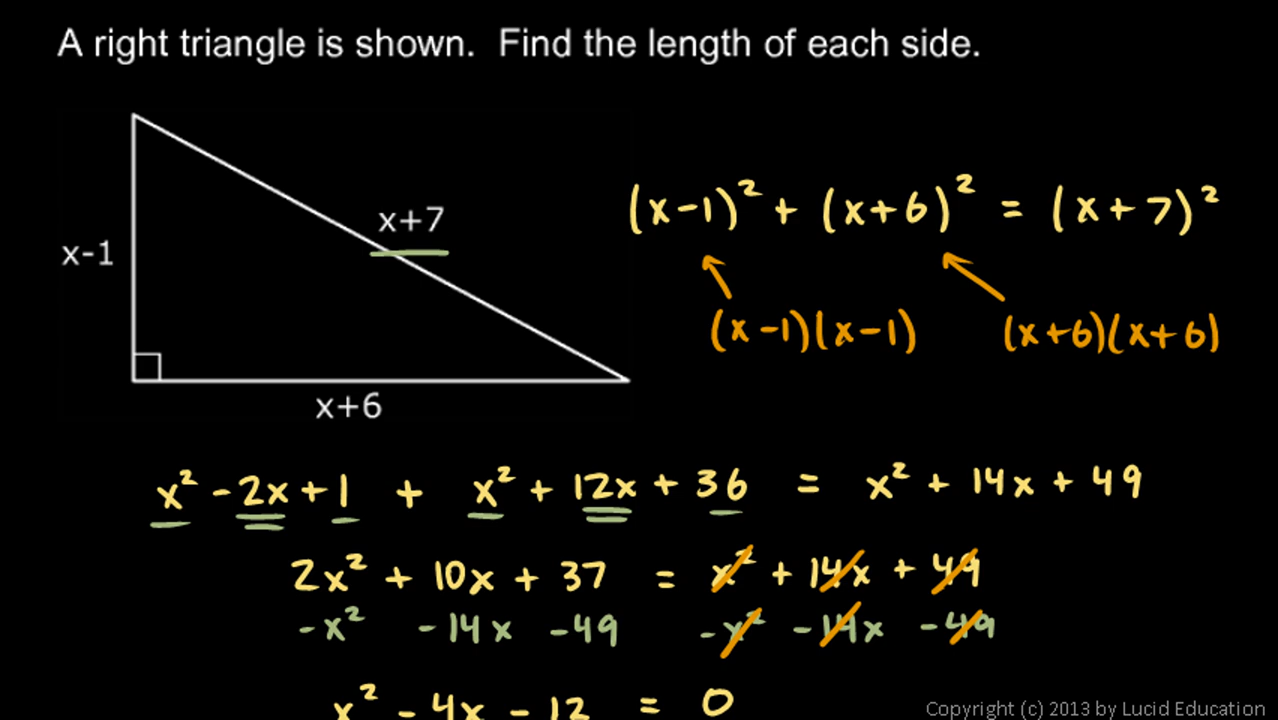 A right triangle is shown. Find the length of each side.
x+7
x-1
x+6
(x-1)² + (x+6)² = (x+7)²
(x-1)(x-1) (x+6)(x+6)
x² - 2x + 1 + x² + 12x + 36 = x² + 14x + 49
2x² + 10x + 37 = x² + 14x + 49
-x² - 14x - 49 -x² - 14x - 49
x² - 4x - 12 = 0
Copyright (c) 2013 by Lucid Education